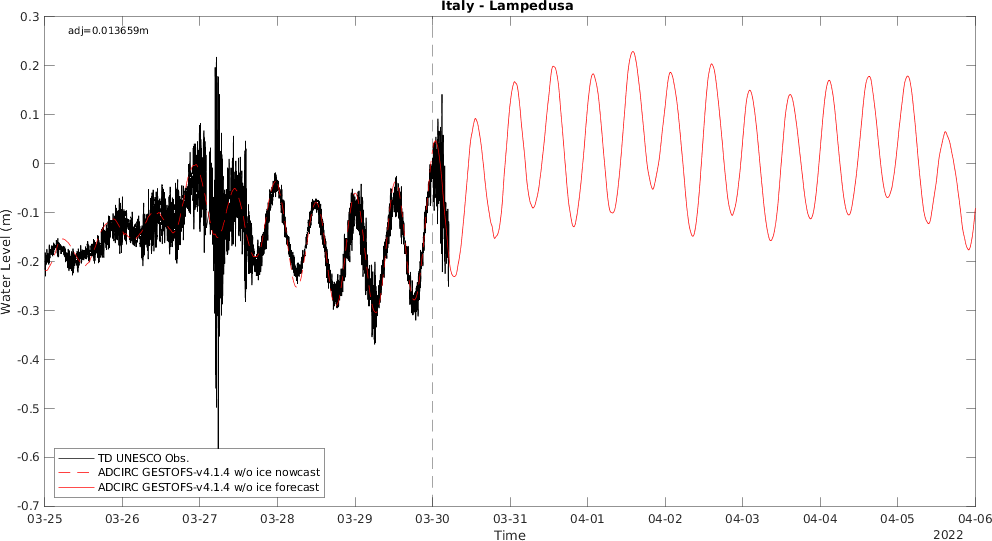 Italy - Lampedusa
adj=0.013659m
0.3
0.2
0.1
0
-0.1
-0.2
-0.3
-0.4
-0.5
-0.6
-0.7
Water Level (m)
TD UNESCO Obs.
ADCIRC GESTOFS-v4.1.4 w/o ice nowcast
ADCIRC GESTOFS-v4.1.4 w/o ice forecast
03-25 03-26 03-27 03-28 03-29 03-30 03-31 04-01 04-02 04-03 04-04 04-05 04-06
Time
2022